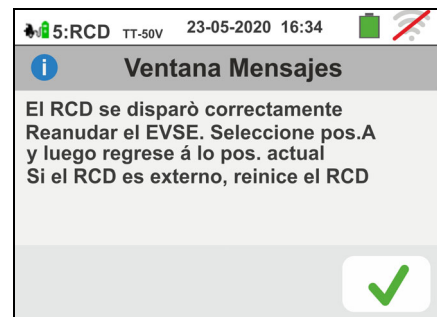 5:RCD TT-50V 23-05-2020 16:34
i Ventana Mensajes
El RCD se disparò correctamente
Reanudar el EVSE. Seleccione pos.A
y luego regrese á lo pos. actual
Si el RCD es externo, reinice el RCD